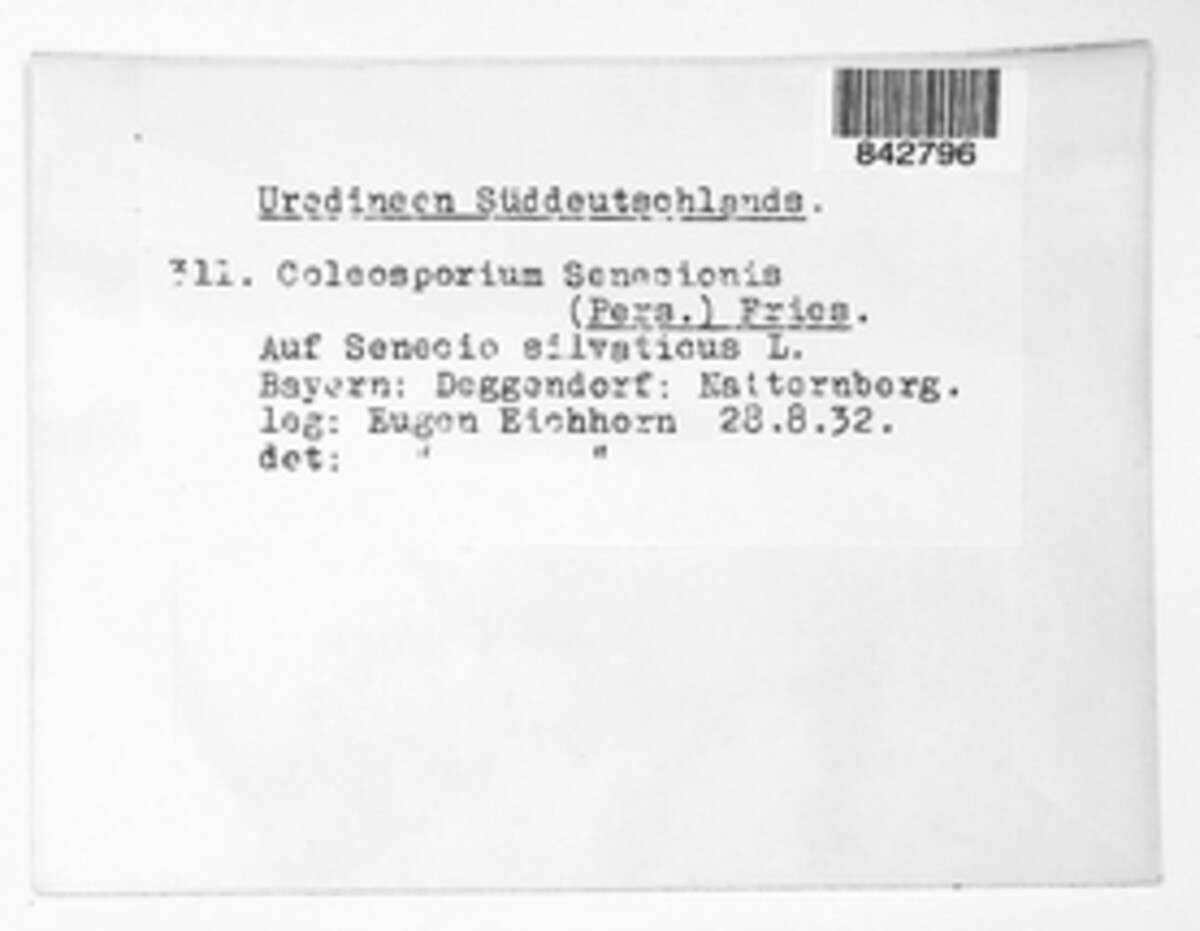 842796
Uredineen Süddeutschlands.
311. Coleosporium Senecionis
(Pers.) Fries.
Auf Senecio silvaticus L.
Bayern: Deggendorf: Natternberg.
leg: Eugen Eichhorn 28.8.32.
det: " "